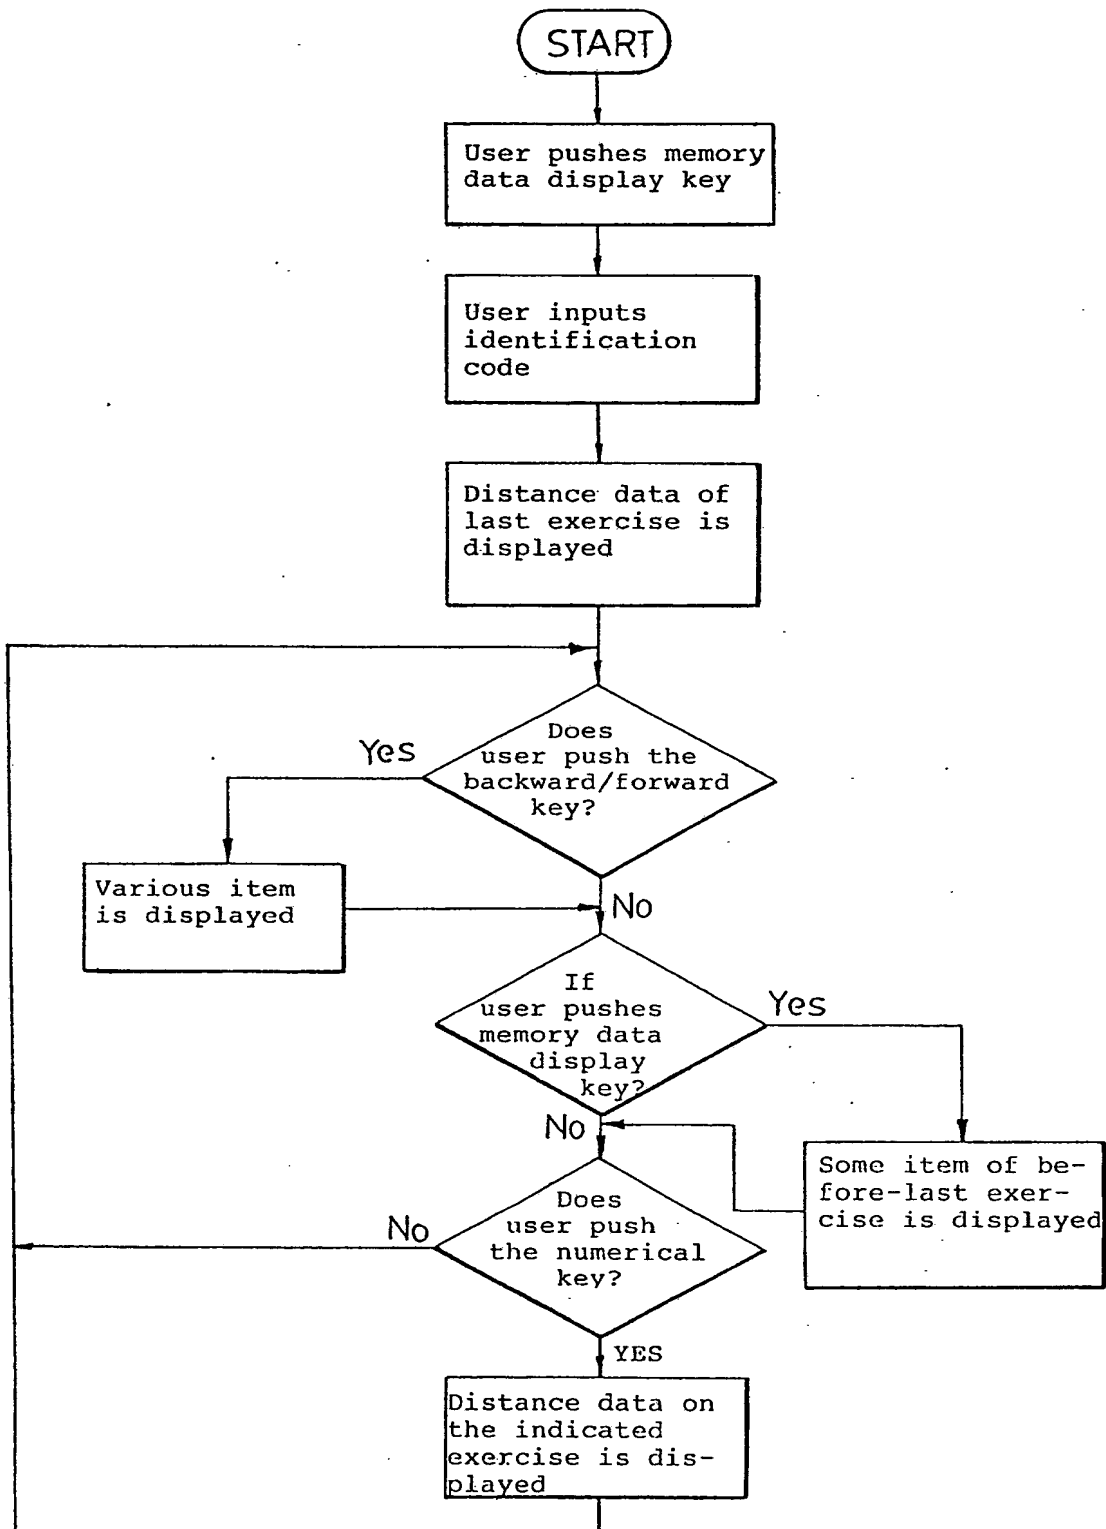 START
User pushes memory
data display key
User inputs
identification
code
Distance data of
last exercise is
displayed
Does
user push the
backward/forward
key?
Yes
Various item
is displayed
No
If
user pushes
memory data
display
key?
Yes
No
Some item of be-
fore-last exer-
cise is displayed
Does
user push
the numerical
key?
No
YES
Distance data on
the indicated
exercise is dis-
played